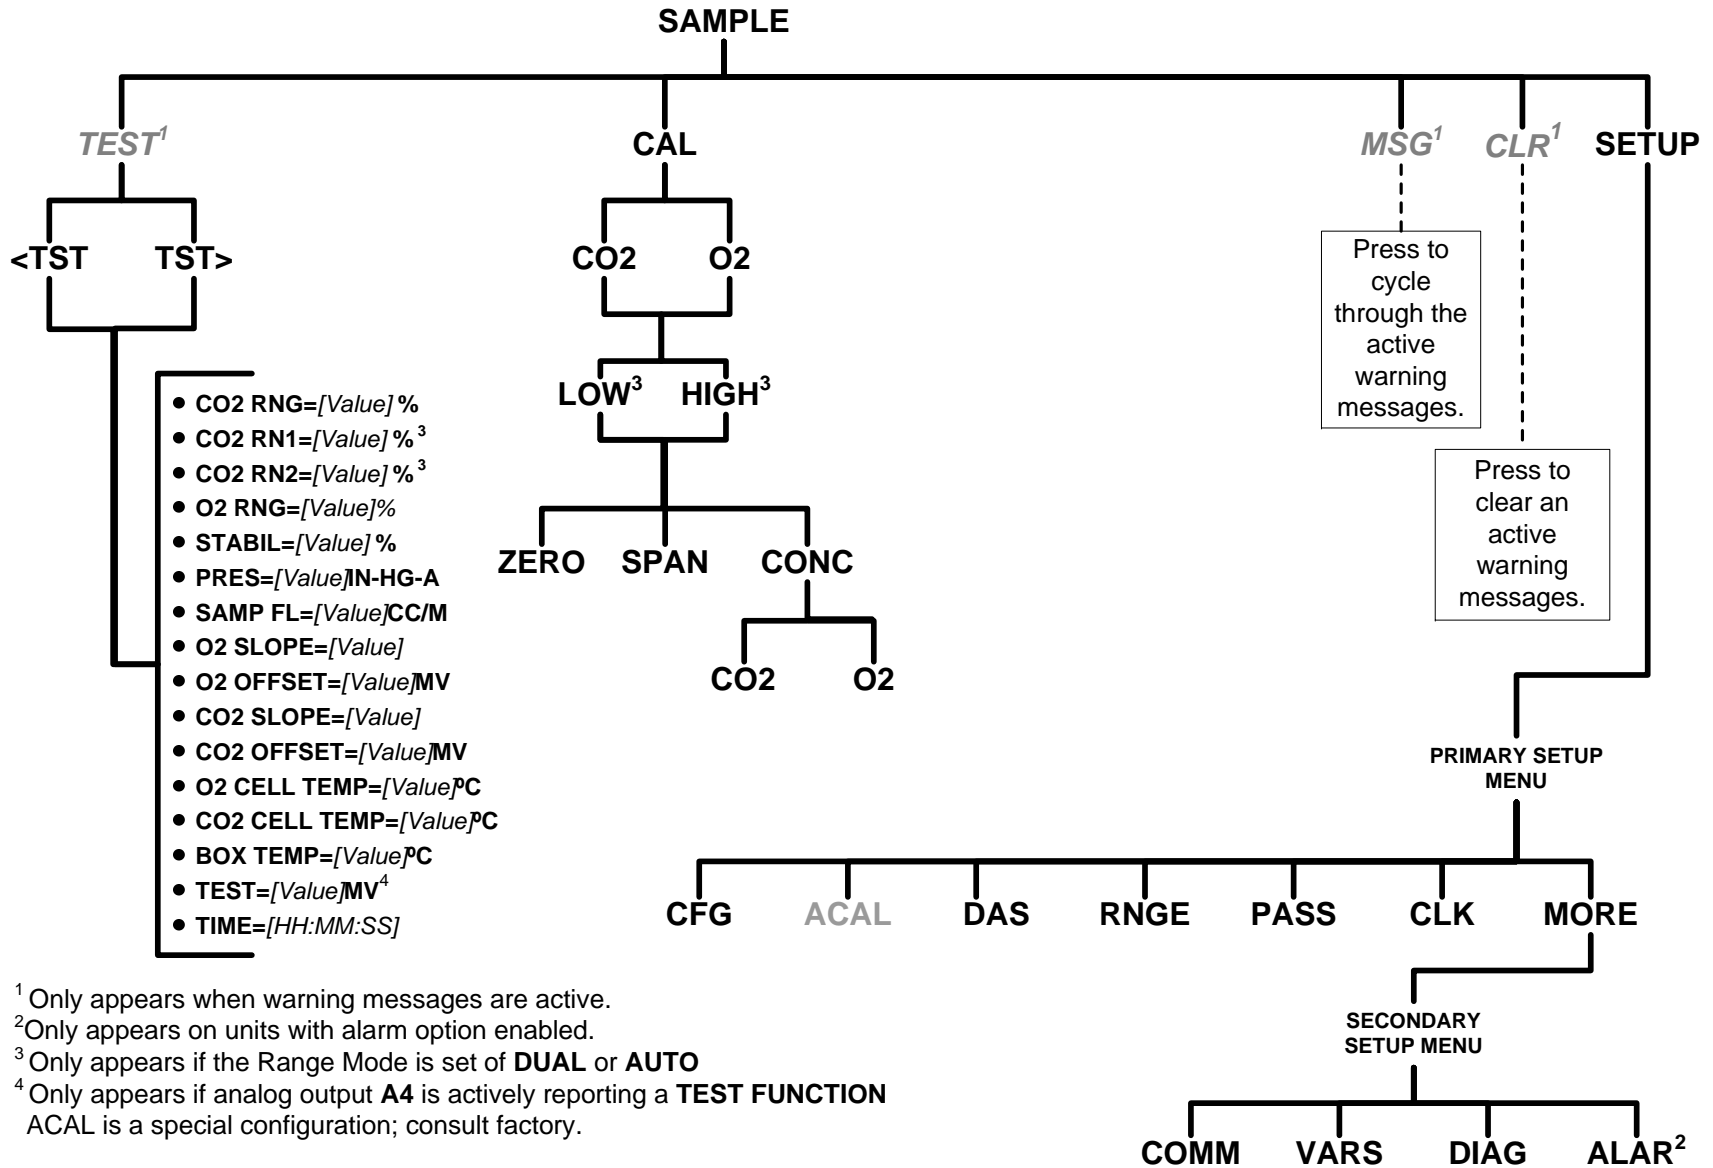 SAMPLE
TEST¹ CAL MSG¹ CLR¹ SETUP
<TST TST> CO2 O2
Press to
cycle
through the
active
warning
messages.
LOW³ HIGH³
Press to
clear an
active
warning
messages.
ZERO SPAN CONC
CO2 O2
• CO2 RNG=[Value] %
• CO2 RN1=[Value] % ³
• CO2 RN2=[Value] % ³
• O2 RNG=[Value]%
• STABIL=[Value] %
• PRES=[Value]IN-HG-A
• SAMP FL=[Value]CC/M
• O2 SLOPE=[Value]
• O2 OFFSET=[Value]MV
• CO2 SLOPE=[Value]
• CO2 OFFSET=[Value]MV
• O2 CELL TEMP=[Value]ºC
• CO2 CELL TEMP=[Value]ºC
• BOX TEMP=[Value]ºC
• TEST=[Value]MV⁴
• TIME=[HH:MM:SS]
PRIMARY SETUP
MENU
CFG ACAL DAS RNGE PASS CLK MORE
SECONDARY
SETUP MENU
COMM VARS DIAG ALAR²
¹ Only appears when warning messages are active.
²Only appears on units with alarm option enabled.
³ Only appears if the Range Mode is set of DUAL or AUTO
⁴ Only appears if analog output A4 is actively reporting a TEST FUNCTION
ACAL is a special configuration; consult factory.